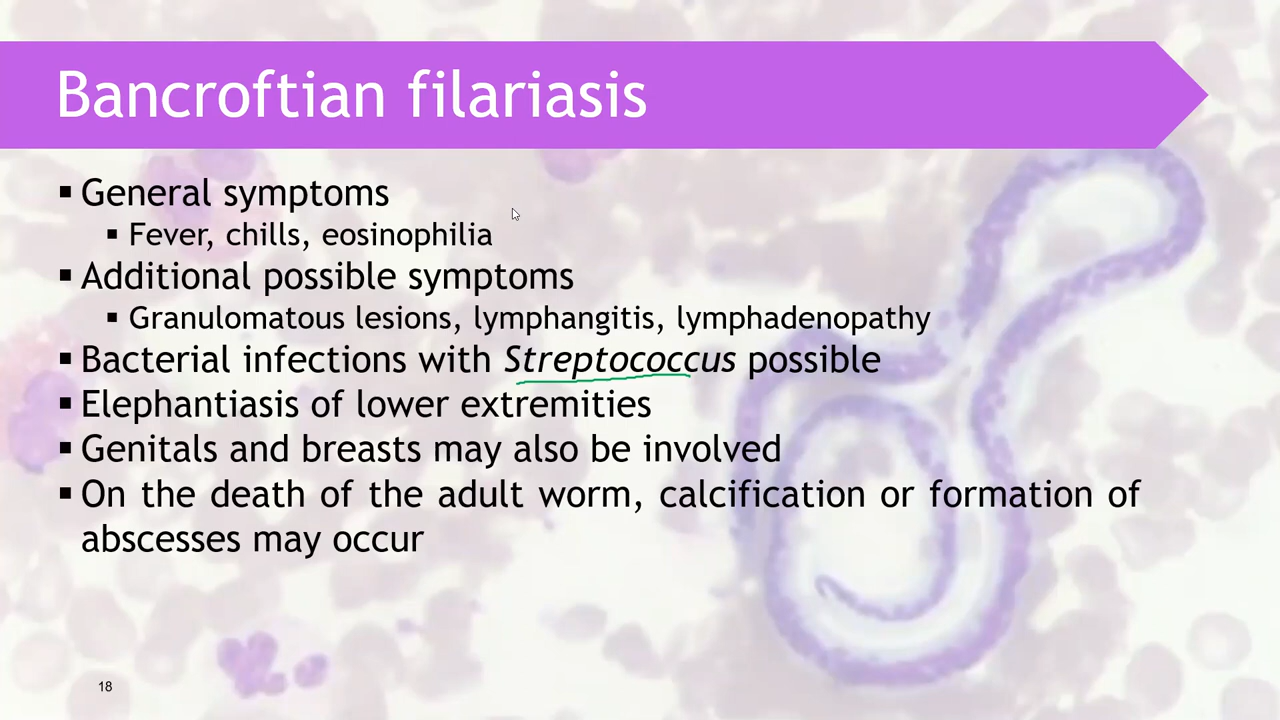 Bancroftian filariasis
▪ General symptoms
▪ Fever, chills, eosinophilia
▪ Additional possible symptoms
▪ Granulomatous lesions, lymphangitis, lymphadenopathy
▪ Bacterial infections with Streptococcus possible
▪ Elephantiasis of lower extremities
▪ Genitals and breasts may also be involved
▪ On the death of the adult worm, calcification or formation of
abscesses may occur
18